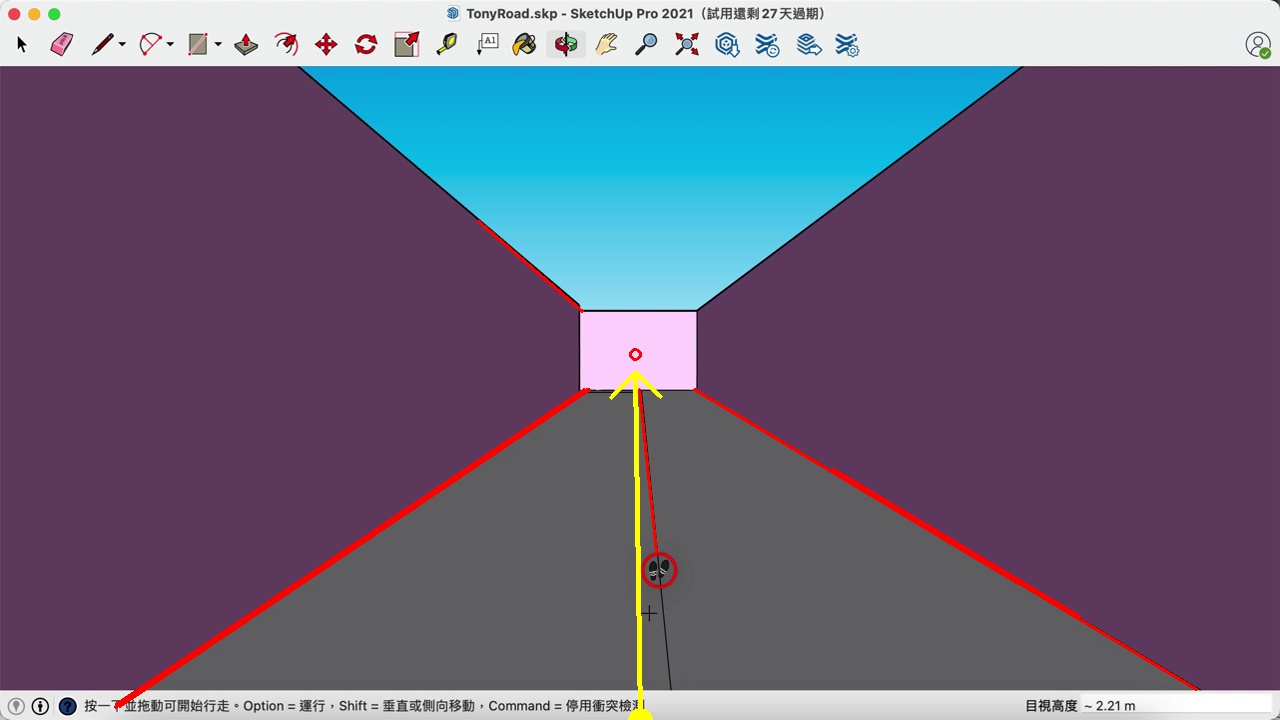 TonyRoad.skp - SketchUp Pro 2021（試用還剩 27 天過期）
A1
按一下並拖動可開始行走。Option = 運行，Shift = 垂直或側向移動，Command = 停用衝突檢測
目視高度 ~ 2.21 m